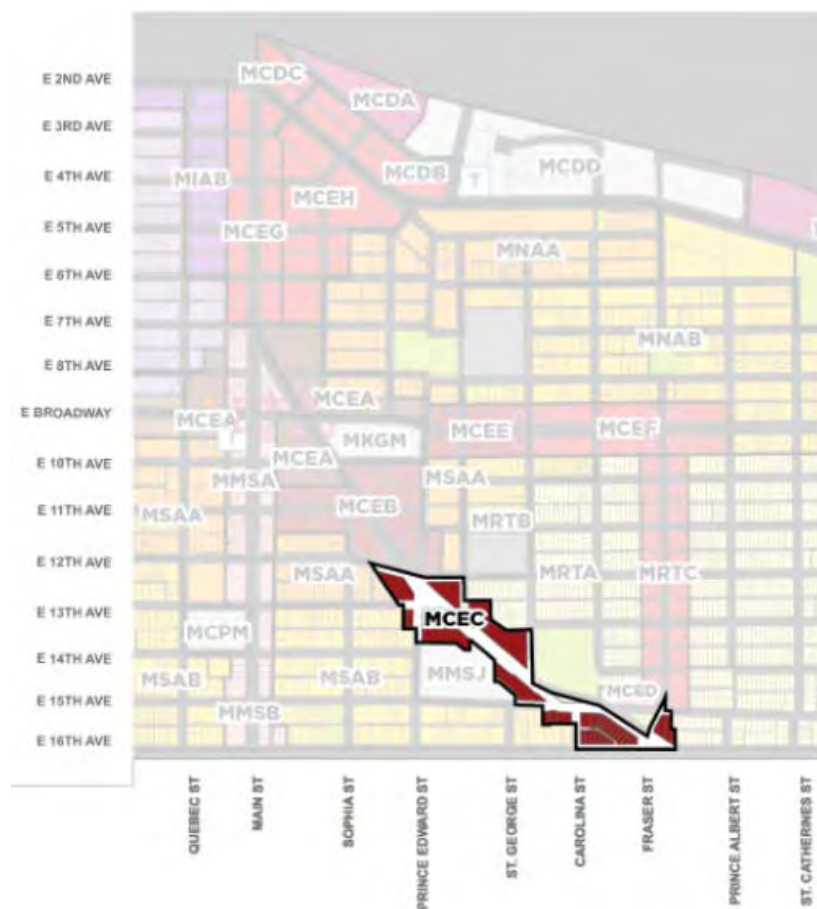 E 2ND AVE
MCDC
MCDA
E 3RD AVE
E 4TH AVE
MIAB
MCDB
T
MCDD
MCEH
E 5TH AVE
MCEG
MNAA
E 6TH AVE
E 7TH AVE
MNAB
E 8TH AVE
MCEA
E BROADWAY
MCEA
T
MKGM
MCEE
MCEF
E 10TH AVE
MCEA
MMSA
MSAA
E 11TH AVE
MSAA
MCEB
MRTB
E 12TH AVE
MSAA
MRTA
MRTC
E 13TH AVE
MCPM
MCEC
E 14TH AVE
MSAB
MSAB
MMSJ
MCED
E 15TH AVE
MMSB
E 16TH AVE
QUEBEC ST
MAIN ST
SOPHIA ST
PRINCE EDWARD ST
ST. GEORGE ST
CAROLINA ST
FRASER ST
PRINCE ALBERT ST
ST. CATHERINES ST